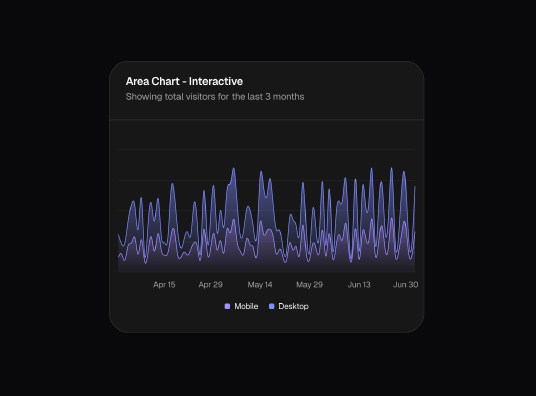 Area Chart - Interactive
Showing total visitors for the last 3 months
Apr 15 Apr 29 May 14 May 29 Jun 13 Jun 30
Mobile Desktop